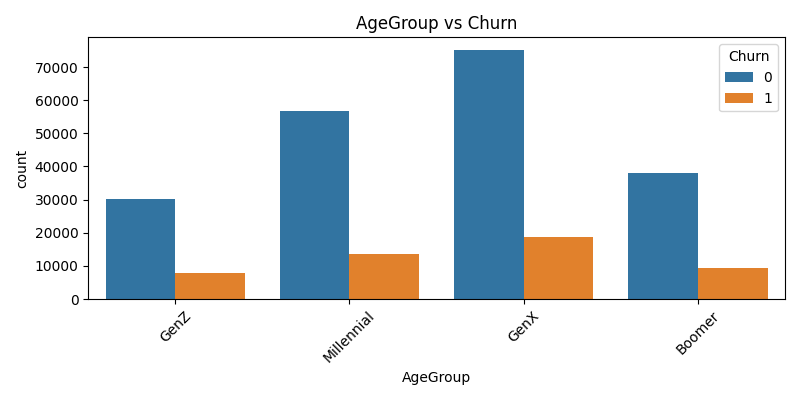 AgeGroup vs Churn
Churn
0
1
count
70000
60000
50000
40000
30000
20000
10000
0
GenZ
Millennial
GenX
Boomer
AgeGroup